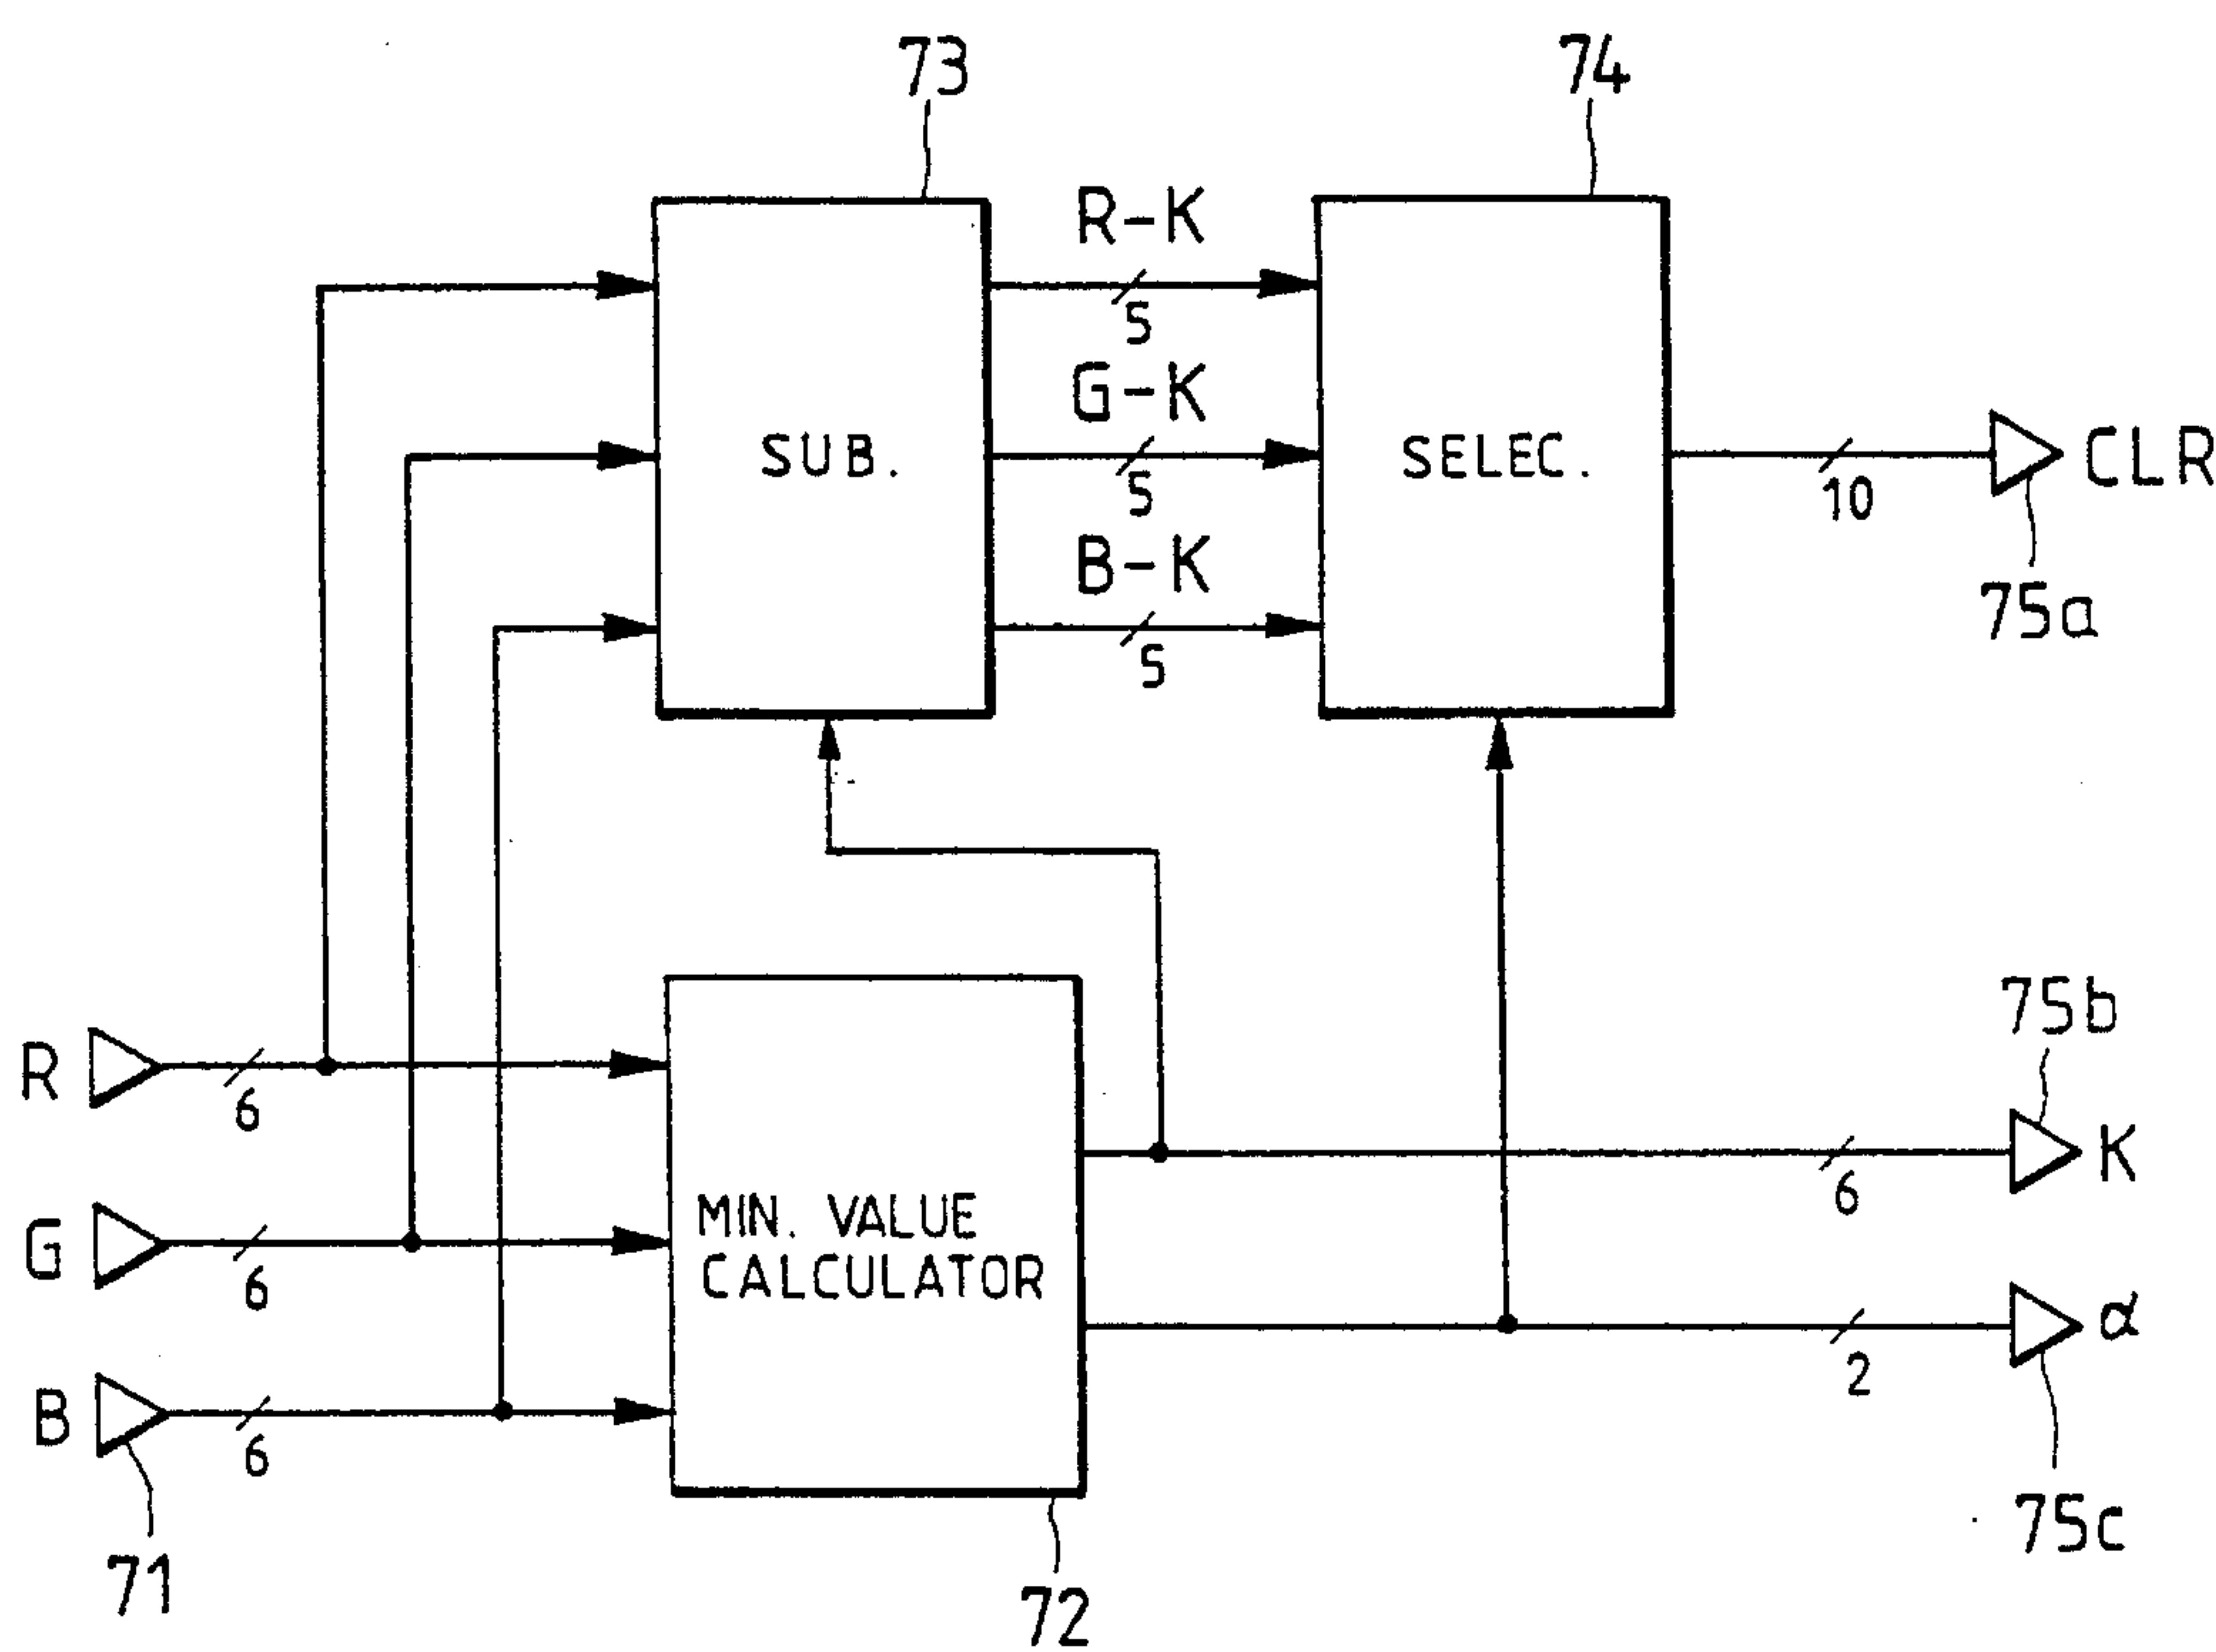 73
74
R-K
5
G-K
5
B-K
5
SUB.
SELEC.
10
CLR
75a
R
6
G
6
B
6
71
MIN. VALUE
CALCULATOR
72
75b
K
6
α
2
75c